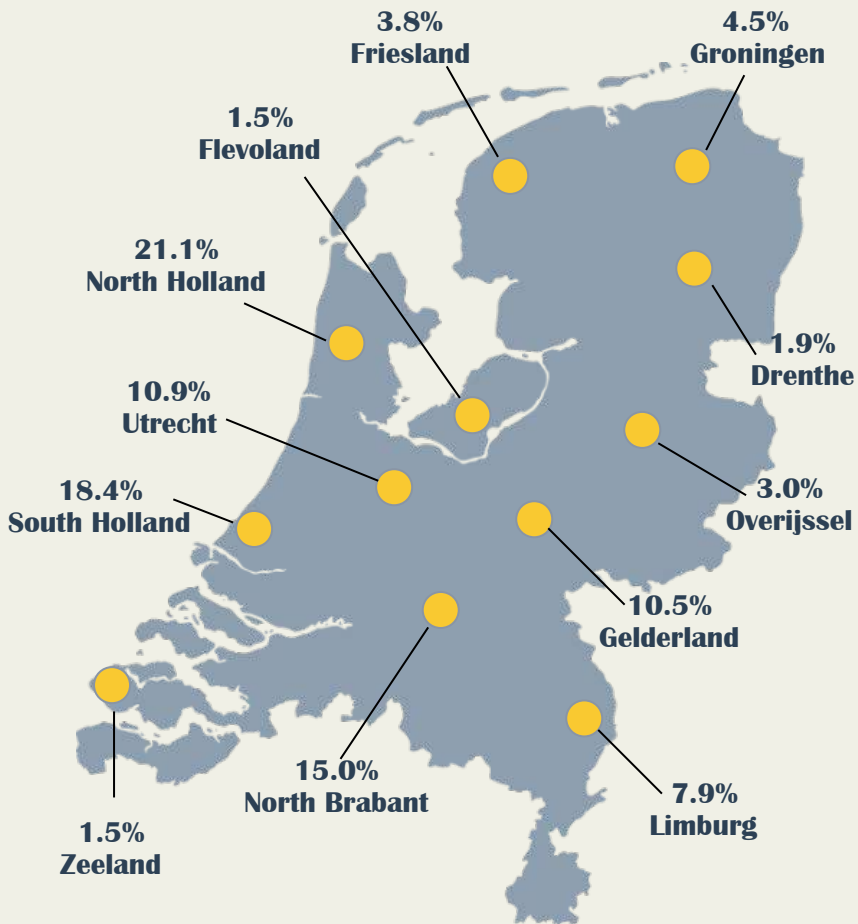 3.8%
Friesland
4.5%
Groningen
1.5%
Flevoland
21.1%
North Holland
1.9%
Drenthe
10.9%
Utrecht
18.4%
South Holland
3.0%
Overijssel
10.5%
Gelderland
15.0%
North Brabant
7.9%
Limburg
1.5%
Zeeland